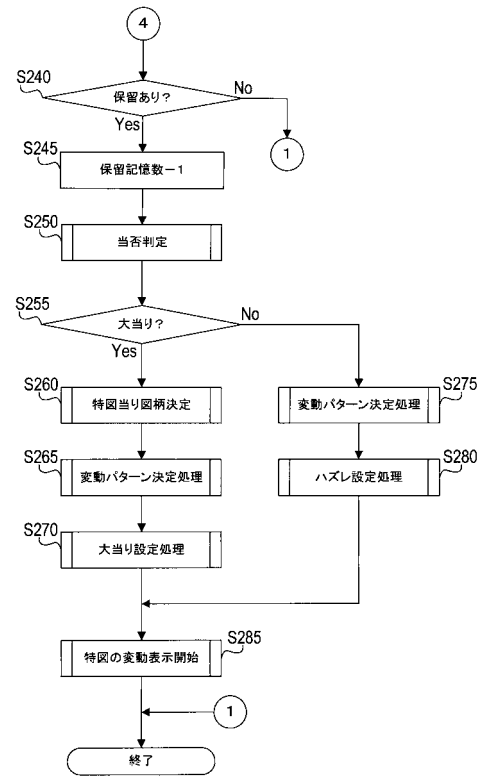 4
S240
保留あり?
No
Yes
1
S245
保留記憶数－1
S250
当否判定
S255
大当り?
No
Yes
S260
特図当り図柄決定
S275
変動パターン決定処理
S265
変動パターン決定処理
S280
ハズレ設定処理
S270
大当り設定処理
S285
特図の変動表示開始
1
終了